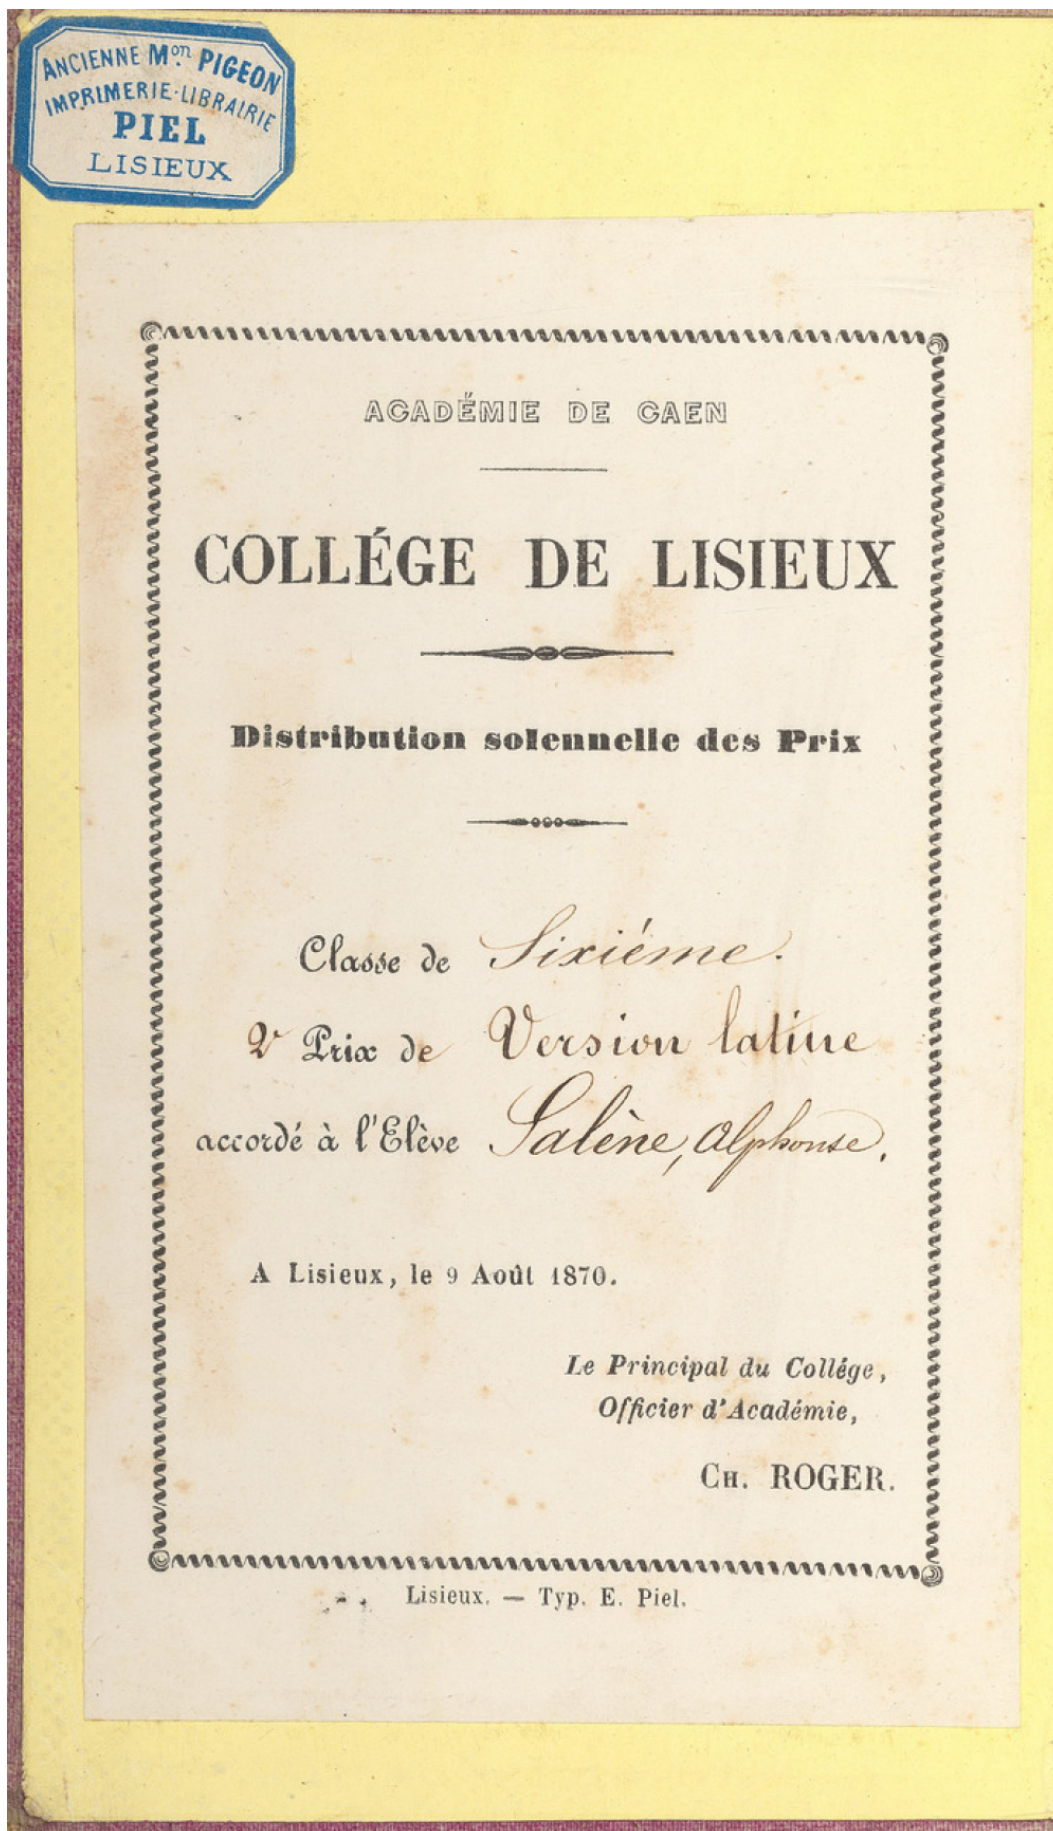 ANCIENNE Mon. PIGEON
IMPRIMERIE-LIBRAIRIE
PIEL
LISIEUX
ACADÉMIE DE CAEN
COLLÉGE DE LISIEUX
Distribution solennelle des Prix
Classe de Sixiéme.
2e Prix de Version latine
accordé à l'Elève Salène, Alphonse.
A Lisieux, le 9 Août 1870.
Le Principal du Collége,
Officier d'Académie,
CH. ROGER.
Lisieux. — Typ. E. Piel.